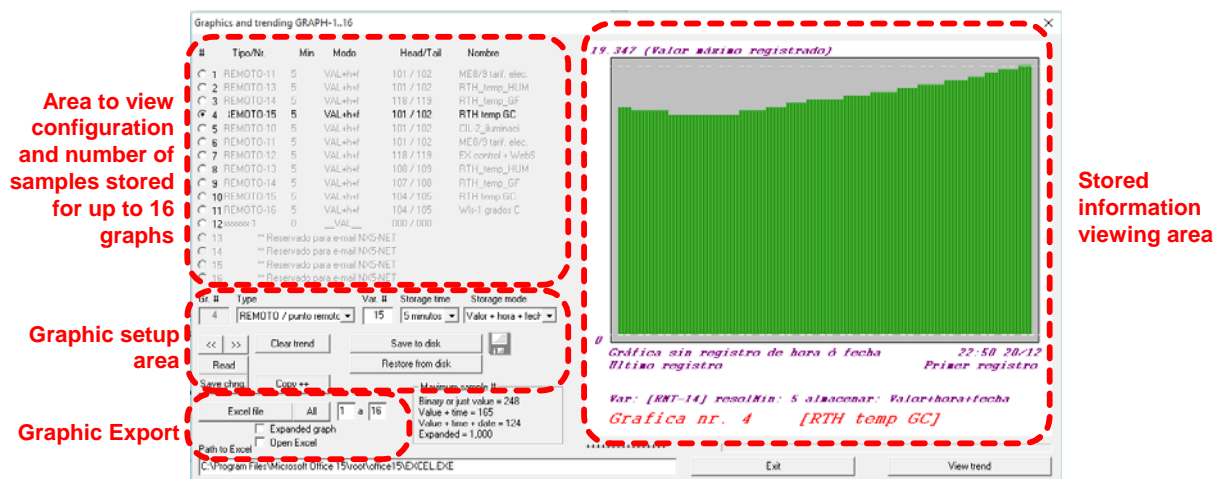 Graphics and trending GRAPH-1..16
# Tipo/Nr. Min Modo Head/Tail Nombre
1 REMOTO-11 5 VAL+h+f 101 / 102 ME8/9 tarif. elec.
2 REMOTO-13 5 VAL+h+f 101 / 102 RTH_temp_HUM
3 REMOTO-14 5 VAL+h+f 118 / 119 RTH_temp_GF
4 REMOTO-15 5 VAL+h+f 101 / 102 RTH temp GC
5 REMOTO-10 5 VAL+h+f 101 / 102 CIL-2_iluminaci
6 REMOTO-11 5 VAL+h+f 101 / 102 ME8/9 tarif. elec.
7 REMOTO-12 5 VAL+h+f 118 / 119 EX control + WebS
8 REMOTO-13 5 VAL+h+f 108 / 109 RTH_temp_HUM
9 REMOTO-14 5 VAL+h+f 107 / 108 RTH_temp_GF
10 REMOTO-15 5 VAL+h+f 104 / 105 RTH temp GC
11 REMOTO-16 5 VAL+h+f 104 / 105 Wls-1 grados C
12 xxxxxx-1 0 __VAL__ 000 / 000
13 ** Reservado para e-mail NX5-NET
14 ** Reservado para e-mail NX5-NET
15 ** Reservado para e-mail NX5-NET
16 ** Reservado para e-mail NX5-NET
Area to view
configuration
and number of
samples stored
for up to 16
graphs
Gr. # Type Var. # Storage time Storage mode
4 REMOTO / punto remoto 15 5 minutos Valor + hora + fech
<< >> Clear trend Save to disk
Read Restore from disk
Save chng. Copy ++
Graphic setup
area
Maximum sample #
Binary or just value = 248
Value + time = 165
Value + time + date = 124
Expanded = 1,000
Excel file All 1 a 16
Expanded graph
Open Excel
Graphic Export
Path to Excel
C:\Program Files\Microsoft Office 15\root\office15\EXCEL.EXE
Exit View trend
19.347 (Valor máximo registrado)
0
Gráfica sin registro de hora ó fecha 22:50 20/12
Ultimo registro Primer registro
Var: [RMT-14] resolMin: 5 almacenar: Valor+hora+fecha
Grafica nr. 4 [RTH temp GC]
Stored
information
viewing area